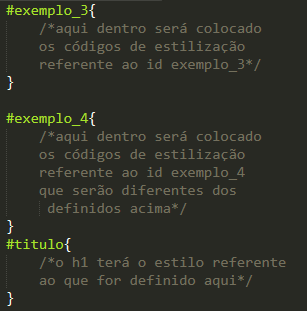 #exemplo_3{
/*aqui dentro será colocado
os códigos de estilização
referente ao id exemplo_3*/
}
#exemplo_4{
/*aqui dentro será colocado
os códigos de estilização
referente ao id exemplo_4
que serão diferentes dos
definidos acima*/
}
#titulo{
/*o h1 terá o estilo referente
ao que for definido aqui*/
}